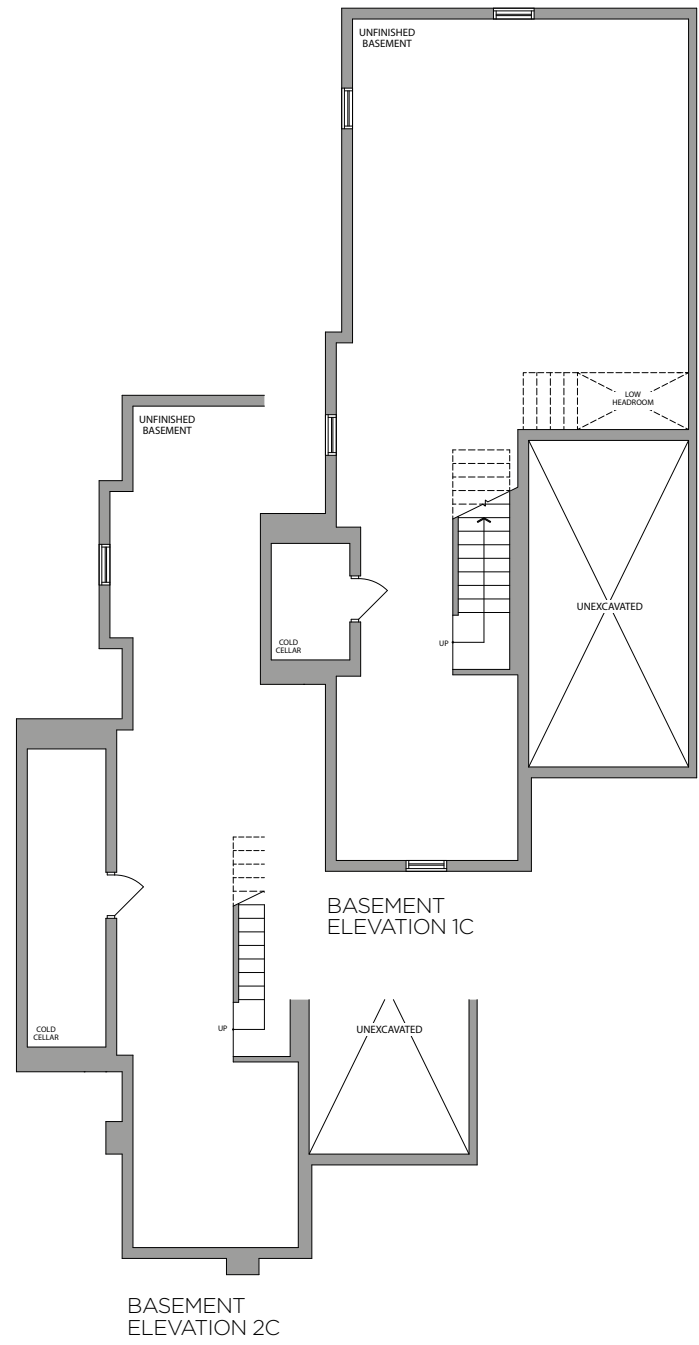 UNFINISHED
BASEMENT
LOW
HEADROOM
UNEXCAVATED
COLD
CELLAR
UP
BASEMENT
ELEVATION 1C
UNFINISHED
BASEMENT
COLD
CELLAR
UP
UNEXCAVATED
BASEMENT
ELEVATION 2C